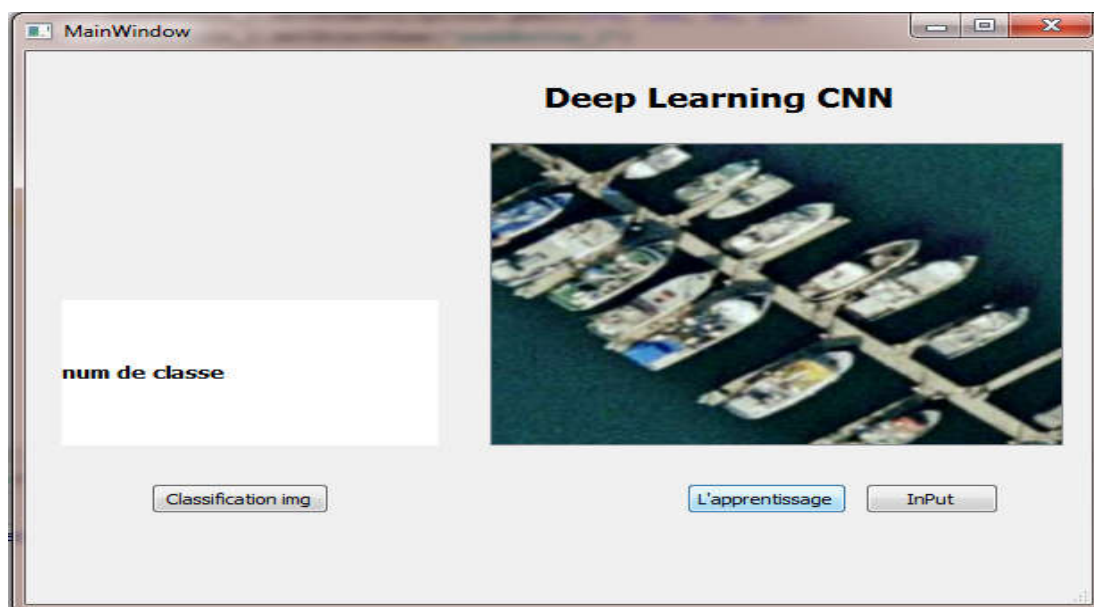 MainWindow
Deep Learning CNN
num de classe
Classification img
L'apprentissage
InPut